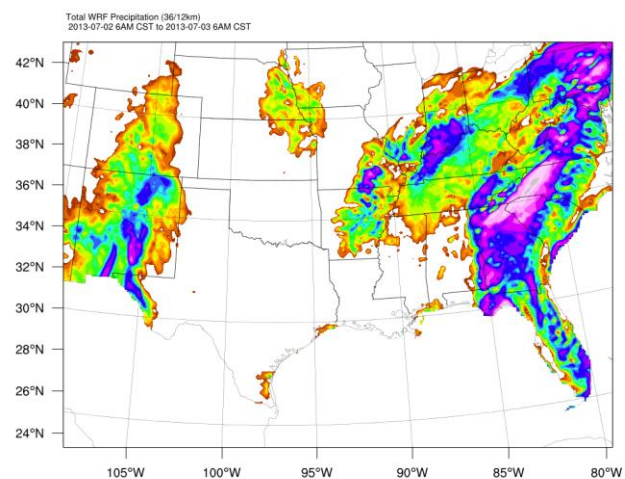 Total WRF Precipitation (36/12km)
2013-07-02 6AM CST to 2013-07-03 6AM CST
42°N
40°N
38°N
36°N
34°N
32°N
30°N
28°N
26°N
24°N
105°W 100°W 95°W 90°W 85°W 80°W